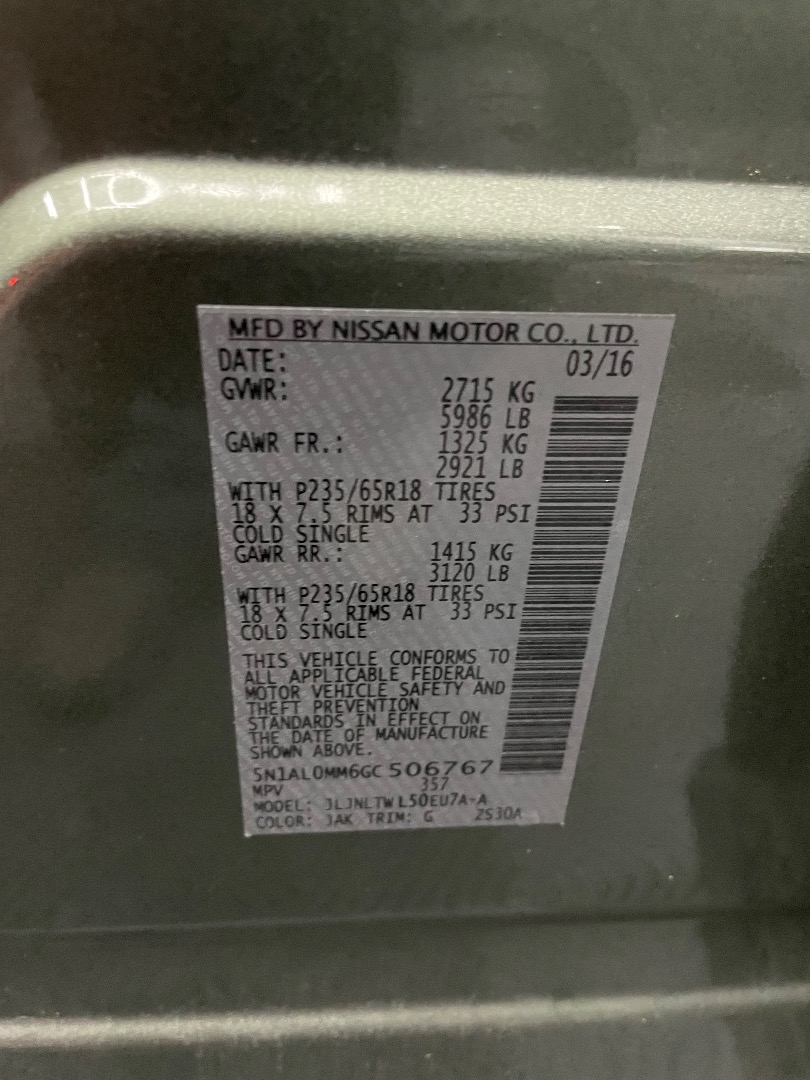 MFD BY NISSAN MOTOR CO., LTD.
DATE: 03/16
GVWR: 2715 KG
5986 LB
GAWR FR.: 1325 KG
2921 LB
WITH P235/65R18 TIRES
18 X 7.5 RIMS AT 33 PSI
COLD SINGLE
GAWR RR.: 1415 KG
3120 LB
WITH P235/65R18 TIRES
18 X 7.5 RIMS AT 33 PSI
COLD SINGLE
THIS VEHICLE CONFORMS TO
ALL APPLICABLE FEDERAL
MOTOR VEHICLE SAFETY AND
THEFT PREVENTION
STANDARDS IN EFFECT ON
THE DATE OF MANUFACTURE
SHOWN ABOVE.
5N1AL0MM6GC506767
MPV 357
MODEL: JLJNLTWL50EU7A-A
COLOR: JAK TRIM: G ZS30A